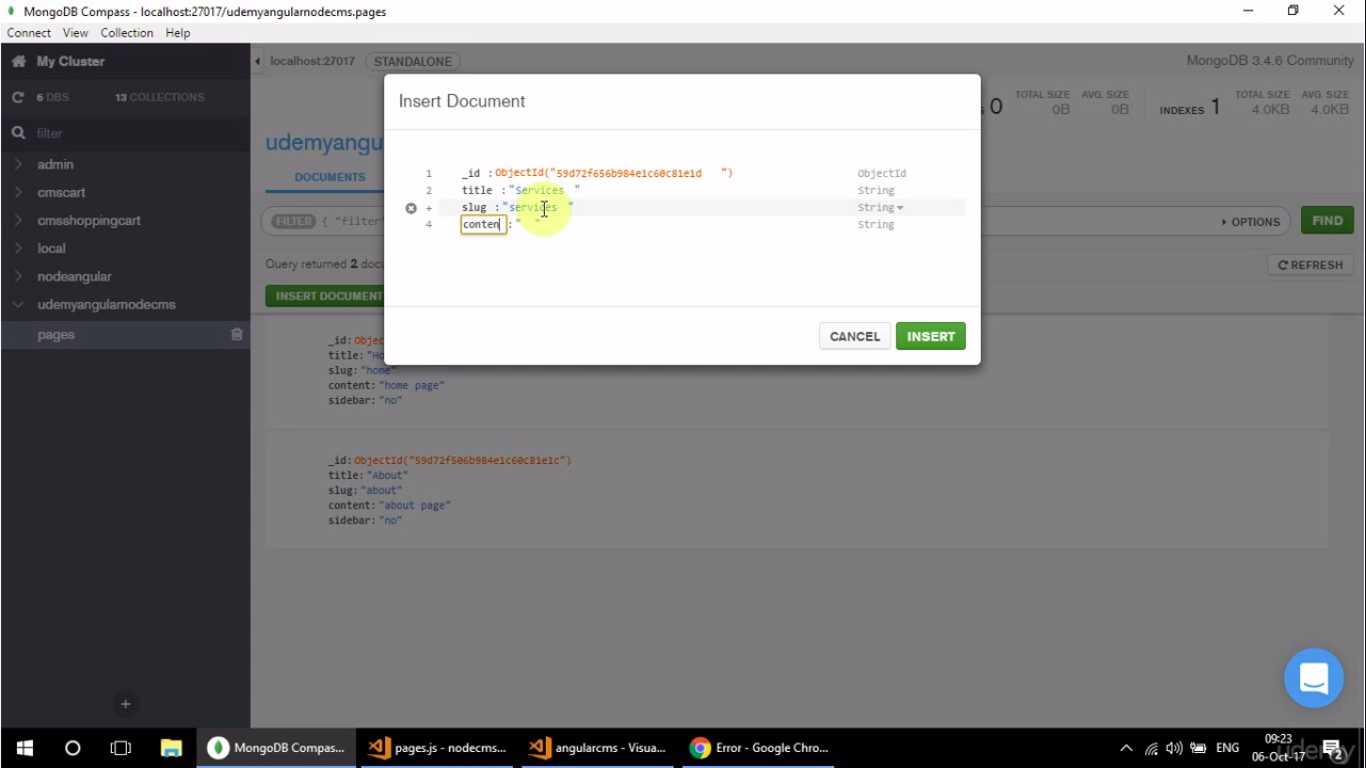 MongoDB Compass - localhost:27017/udemyangularnodecms.pages
Connect View Collection Help
My Cluster
localhost:27017 STANDALONE
MongoDB 3.4.6 Community
6 DBS 13 COLLECTIONS
filter
admin
cmscart
cmsshoppingcart
local
nodeangular
udemyangularnodecms
pages
udemyangu
0 TOTAL SIZE 0B AVG. SIZE 0B INDEXES 1 TOTAL SIZE 4.0KB AVG. SIZE 4.0KB
DOCUMENTS
FILTER { "filter"
OPTIONS FIND
Query returned 2 docu
REFRESH
INSERT DOCUMENT
Insert Document
1 _id :ObjectId("59d72f656b984e1c60c81e1d ") ObjectId
2 title :"Services " String
+ slug :"services " String
4 conten :" " String
CANCEL INSERT
_id: Objec
title: "Ho
slug: "home"
content: "home page"
sidebar: "no"
_id: ObjectId("59d72f506b984e1c60c81e1c")
title: "About"
slug: "about"
content: "about page"
sidebar: "no"
+
MongoDB Compas...
pages.js - nodecms...
angularcms - Visua...
Error - Google Chro...
ENG
09:23
06-Oct-17
2
udemy